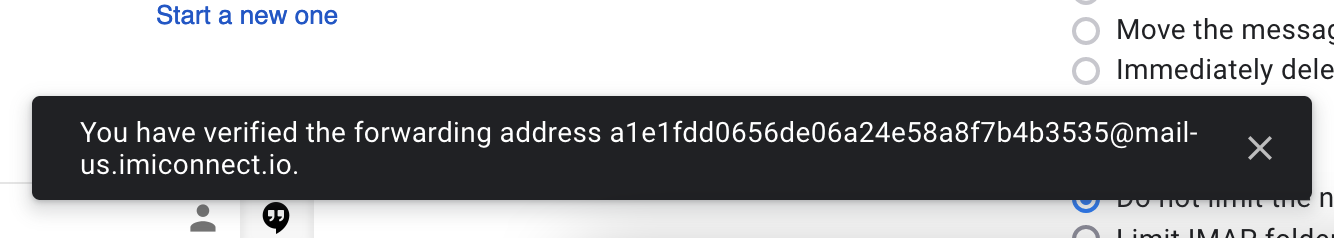 Start a new one
Move the messag
Immediately dele
You have verified the forwarding address a1e1fdd0656de06a24e58a8f7b4b3535@mail-
us.imiconnect.io.
Do not limit the n
Limit IMAP folder